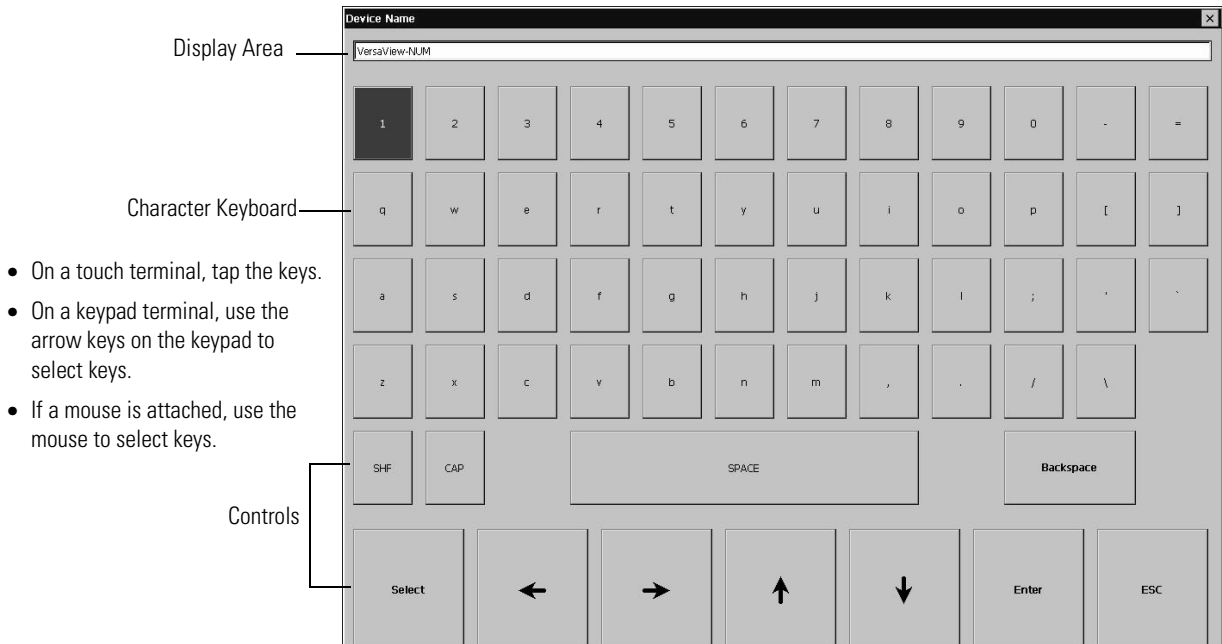 Device Name
Display Area
VersaView-NUM
1 2 3 4 5 6 7 8 9 0 - =
Character Keyboard
q w e r t y u i o p [ ]
• On a touch terminal, tap the keys.
• On a keypad terminal, use the
arrow keys on the keypad to
select keys.
• If a mouse is attached, use the
mouse to select keys.
a s d f g h j k l ; ' `
z x c v b n m , . / \
SHF CAP SPACE Backspace
Controls
Select ← → ↑ ↓ Enter ESC